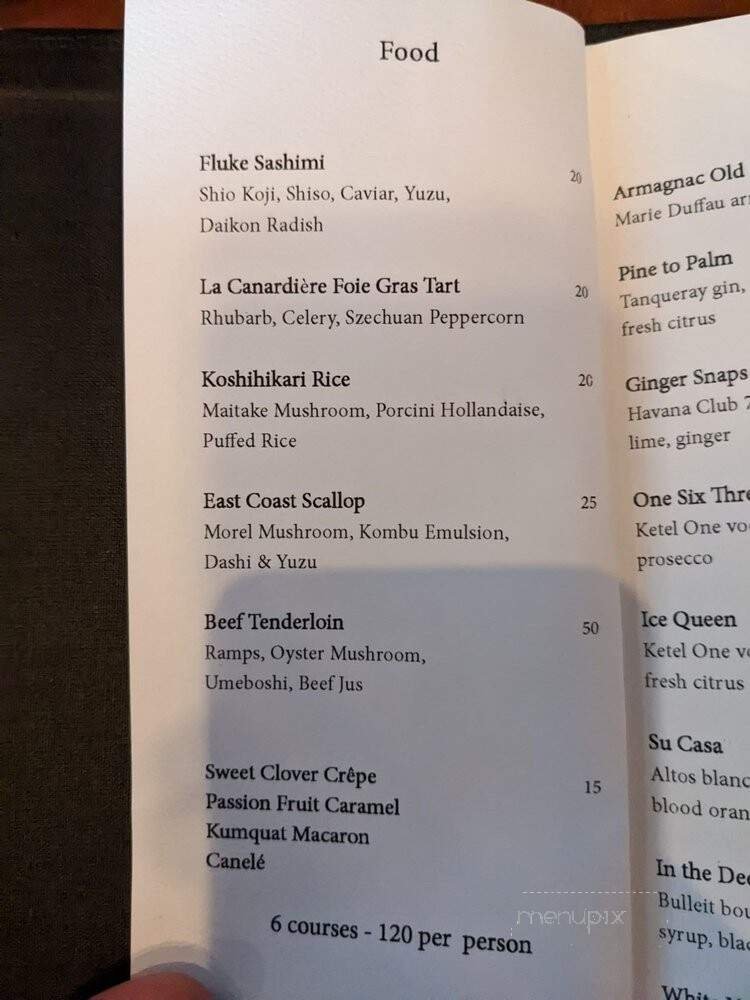 Food
Fluke Sashimi 20
Shio Koji, Shiso, Caviar, Yuzu,
Daikon Radish
La Canardière Foie Gras Tart 20
Rhubarb, Celery, Szechuan Peppercorn
Koshihikari Rice 20
Maitake Mushroom, Porcini Hollandaise,
Puffed Rice
East Coast Scallop 25
Morel Mushroom, Kombu Emulsion,
Dashi & Yuzu
Beef Tenderloin 50
Ramps, Oyster Mushroom,
Umeboshi, Beef Jus
Sweet Clover Crêpe 15
Passion Fruit Caramel
Kumquat Macaron
Canelé
6 courses - 120 per person
menupix
Armagnac Old
Marie Duffau
Pine to Palm
Tanqueray gin,
fresh citrus
Ginger Snaps
Havana Club 7
lime, ginger
One Six
Ketel One
prosecco
Ice Queen
Ketel One
fresh citrus
Su Casa
Altos
blood
In the
Bulleit
syrup,